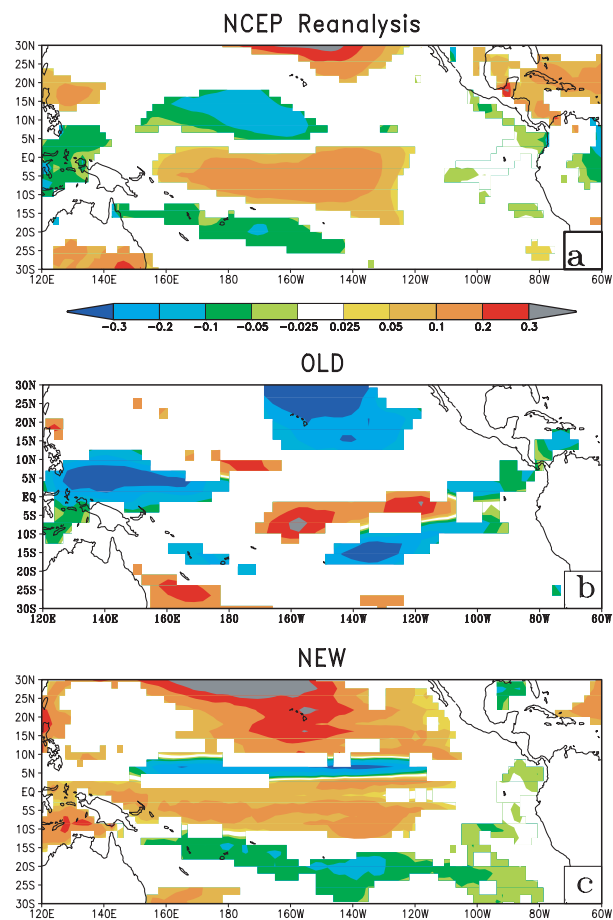 NCEP Reanalysis
30N
25N
20N
15N
10N
5N
EQ
5S
10S
15S
20S
25S
30S
a
120E 140E 160E 180 160W 140W 120W 100W 80W 60W
-0.3 -0.2 -0.1 -0.05 -0.025 0.025 0.05 0.1 0.2 0.3
OLD
30N
25N
20N
15N
10N
5N
EQ
5S
10S
15S
20S
25S
30S
b
120E 140E 160E 180 160W 140W 120W 100W 80W 60W
NEW
30N
25N
20N
15N
10N
5N
EQ
5S
10S
15S
20S
25S
30S
c
120E 140E 160E 180 160W 140W 120W 100W 80W 60W